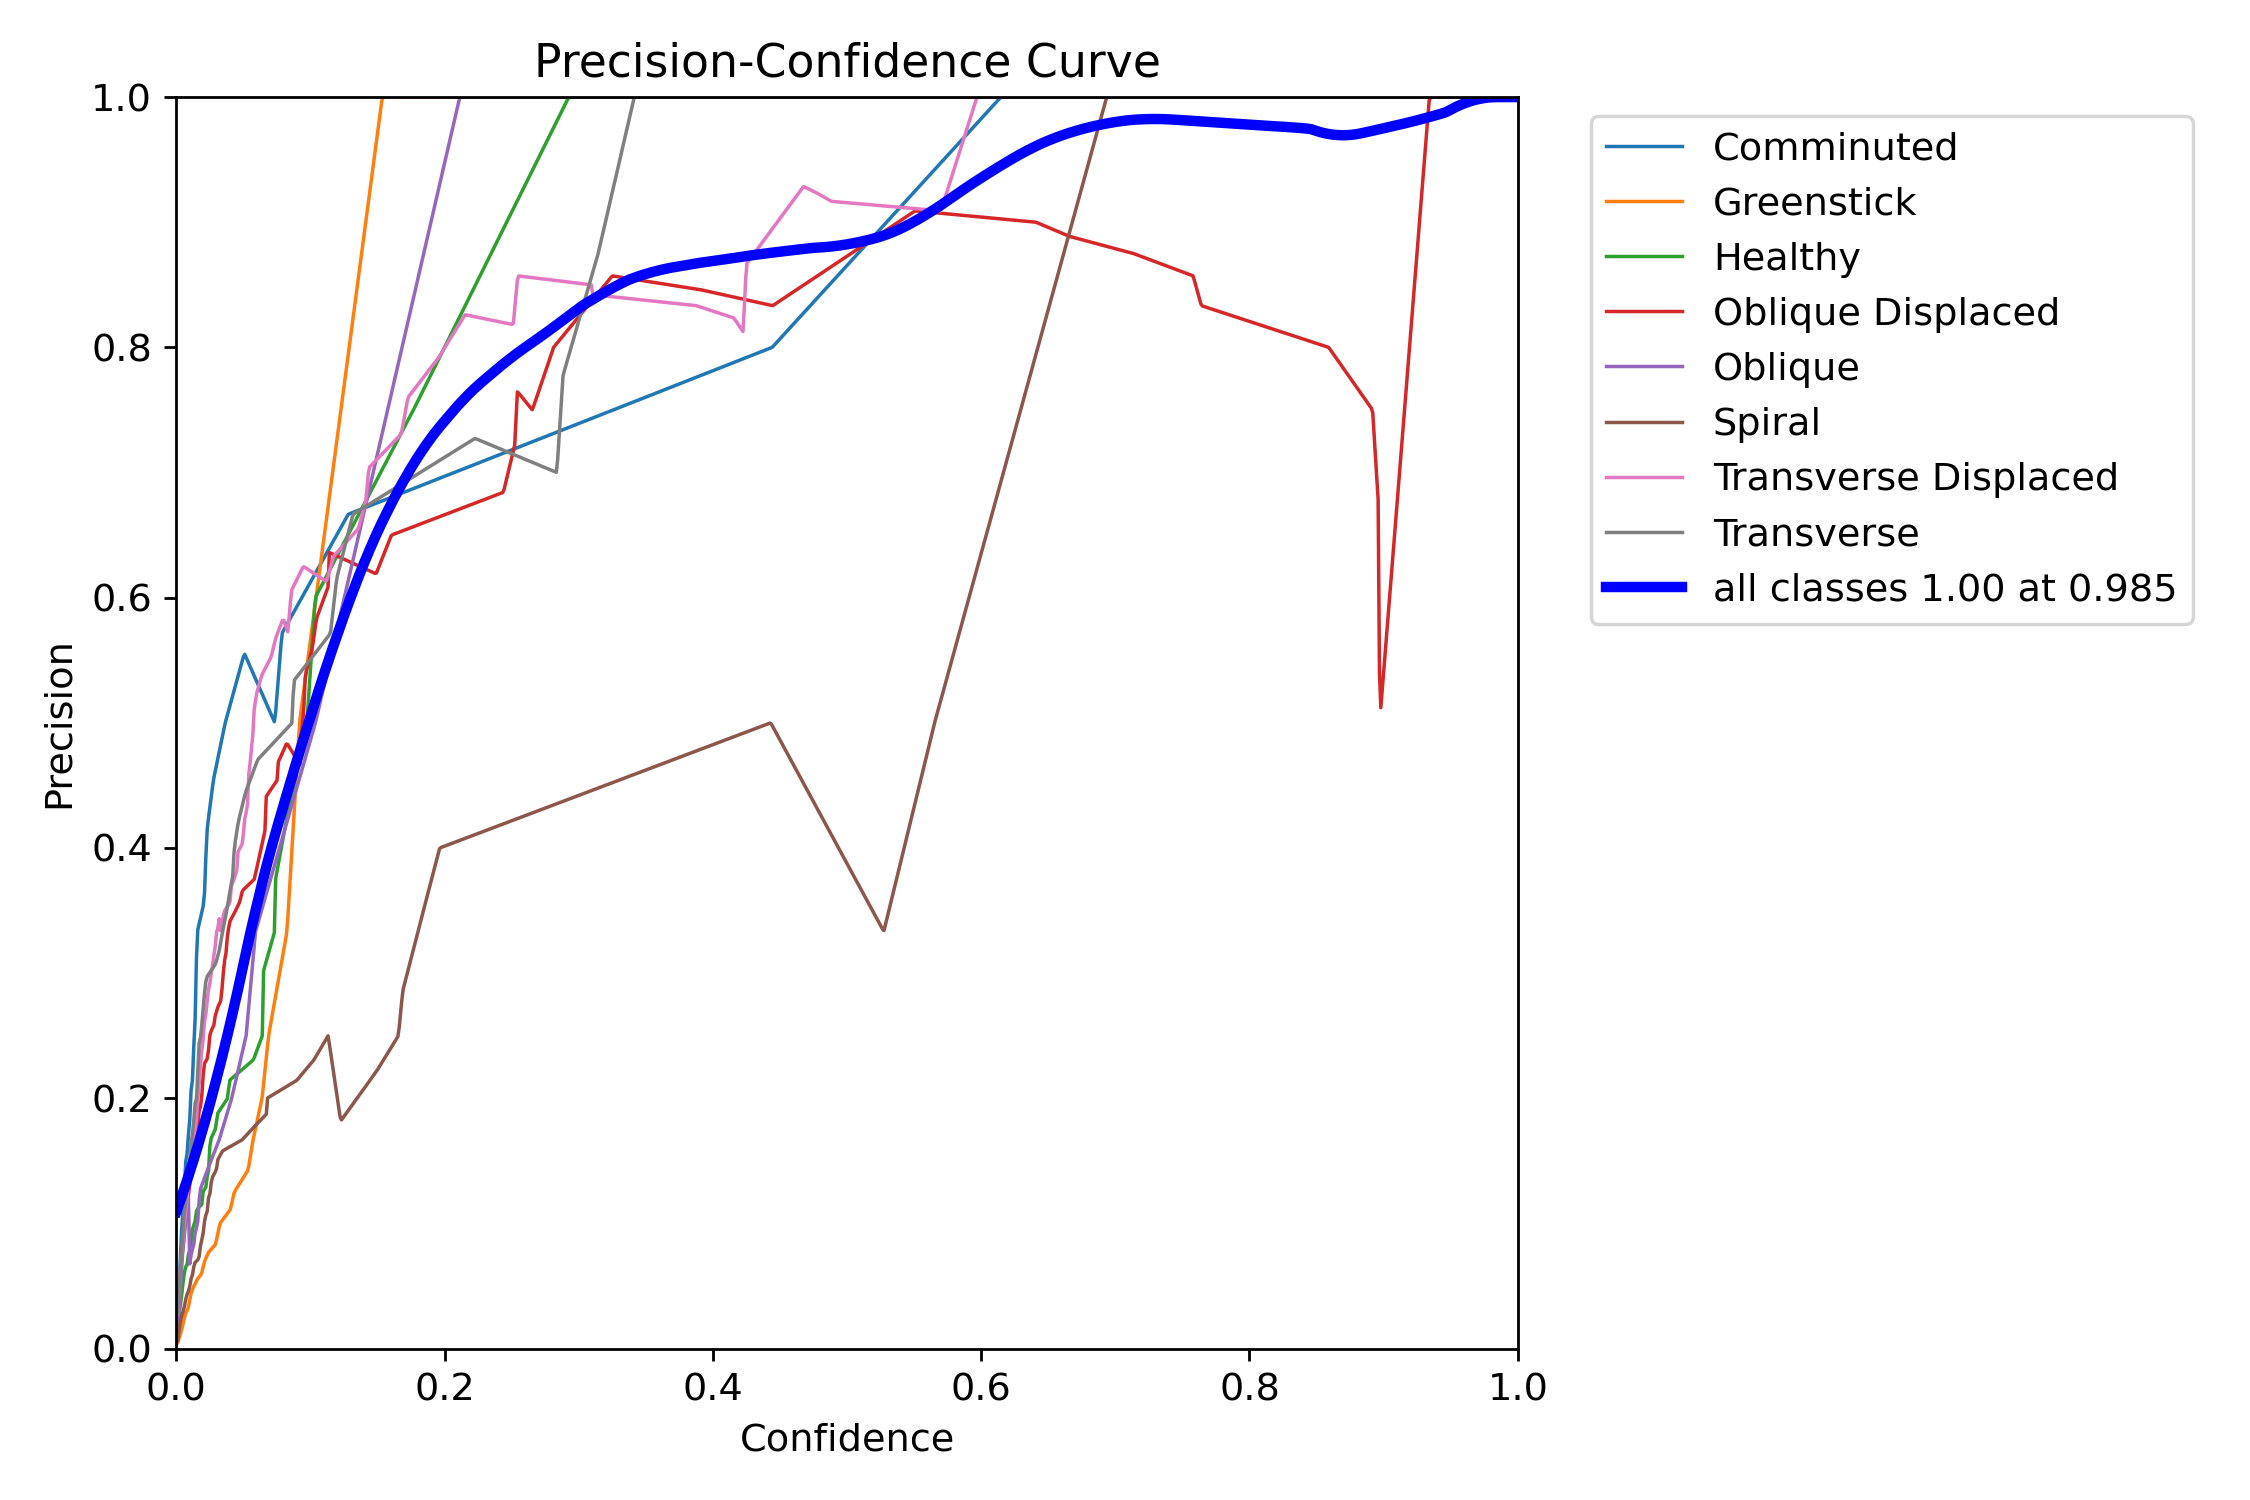 Precision-Confidence Curve
1.0
0.8
0.6
0.4
0.2
0.0
Precision
0.0 0.2 0.4 0.6 0.8 1.0
Confidence
Comminuted
Greenstick
Healthy
Oblique Displaced
Oblique
Spiral
Transverse Displaced
Transverse
all classes 1.00 at 0.985